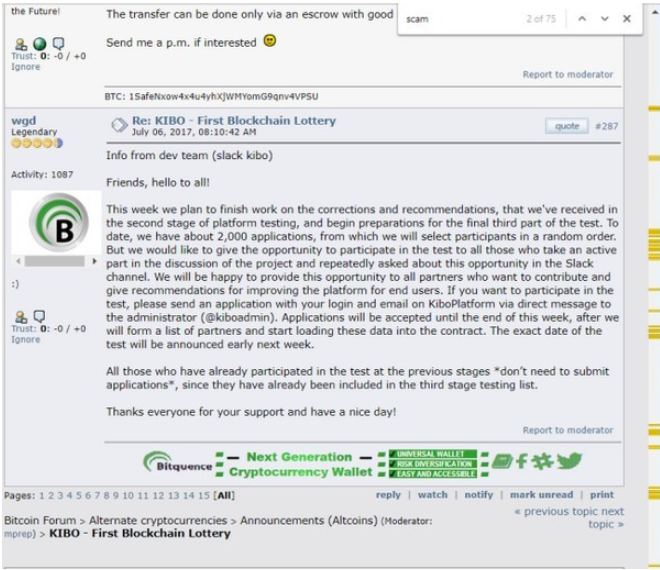 the Future!
The transfer can be done only via an escrow with good
scam
2 of 75
Send me a p.m. if interested
Trust: 0: -0 / +0
Ignore
Report to moderator
BTC: 1SafeNxow4x4u4yhXJWMYomG9qnv4VPSU
wgd
Legendary
Re: KIBO - First Blockchain Lottery
July 06, 2017, 08:10:42 AM
quote
#287
Activity: 1087
Info from dev team (slack kibo)
Friends, hello to all!
This week we plan to finish work on the corrections and recommendations, that we've received in
the second stage of platform testing, and begin preparations for the final third part of the test. To
date, we have about 2,000 applications, from which we will select participants in a random order.
But we would like to give the opportunity to participate in the test to all those who take an active
part in the discussion of the project and repeatedly asked about this opportunity in the Slack
channel. We will be happy to provide this opportunity to all partners who want to contribute and
give recommendations for improving the platform for end users. If you want to participate in the
test, please send an application with your login and email on KiboPlatform via direct message to
the administrator (@kiboadmin). Applications will be accepted until the end of this week, after we
will form a list of partners and start loading these data into the contract. The exact date of the
test will be announced early next week.
B
:)
Trust: 0: -0 / +0
Ignore
All those who have already participated in the test at the previous stages *don't need to submit
applications*, since they have already been included in the third stage testing list.
Thanks everyone for your support and have a nice day!
Report to moderator
Bitquence
Next Generation
Cryptocurrency Wallet
UNIVERSAL WALLET
RISK DIVERSIFICATION
EASY AND ACCESSIBLE
Pages: 1 2 3 4 5 6 7 8 9 10 11 12 13 14 15 [All]
reply | watch | notify | mark unread | print
« previous topic next
topic »
Bitcoin Forum > Alternate cryptocurrencies > Announcements (Altcoins) (Moderator:
mprep) > KIBO - First Blockchain Lottery